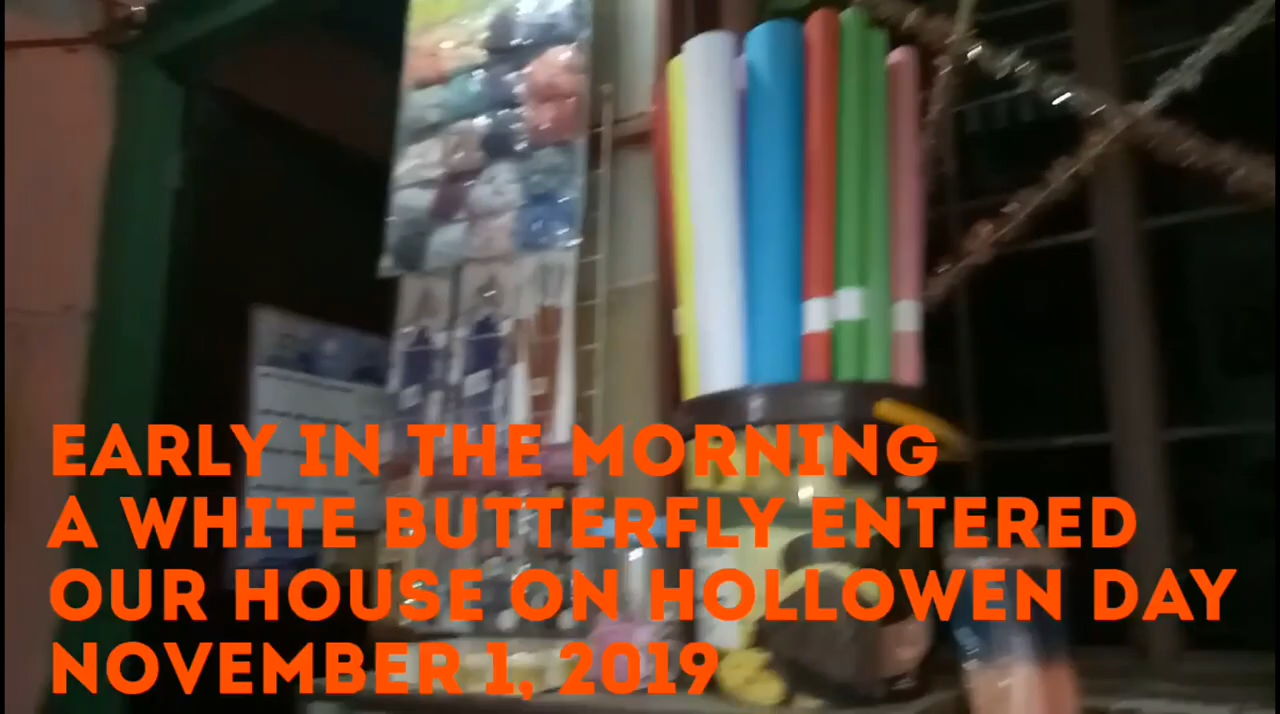 EARLY IN THE MORNING
A WHITE BUTTERFLY ENTERED
OUR HOUSE ON HOLLOWEN DAY
NOVEMBER 1, 2019